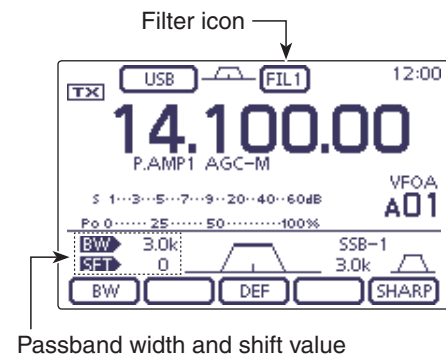 Filter icon
USB FIL1 12:00
TX
14.100.00
P.AMP1 AGC-M
VFOA
S 1···3···5···7···9··20··40··60dB
A01
Po 0······ 25······ 50·········100%
BW 3.0k SSB-1
SFT 0 3.0k
BW DEF SHARP
Passband width and shift value